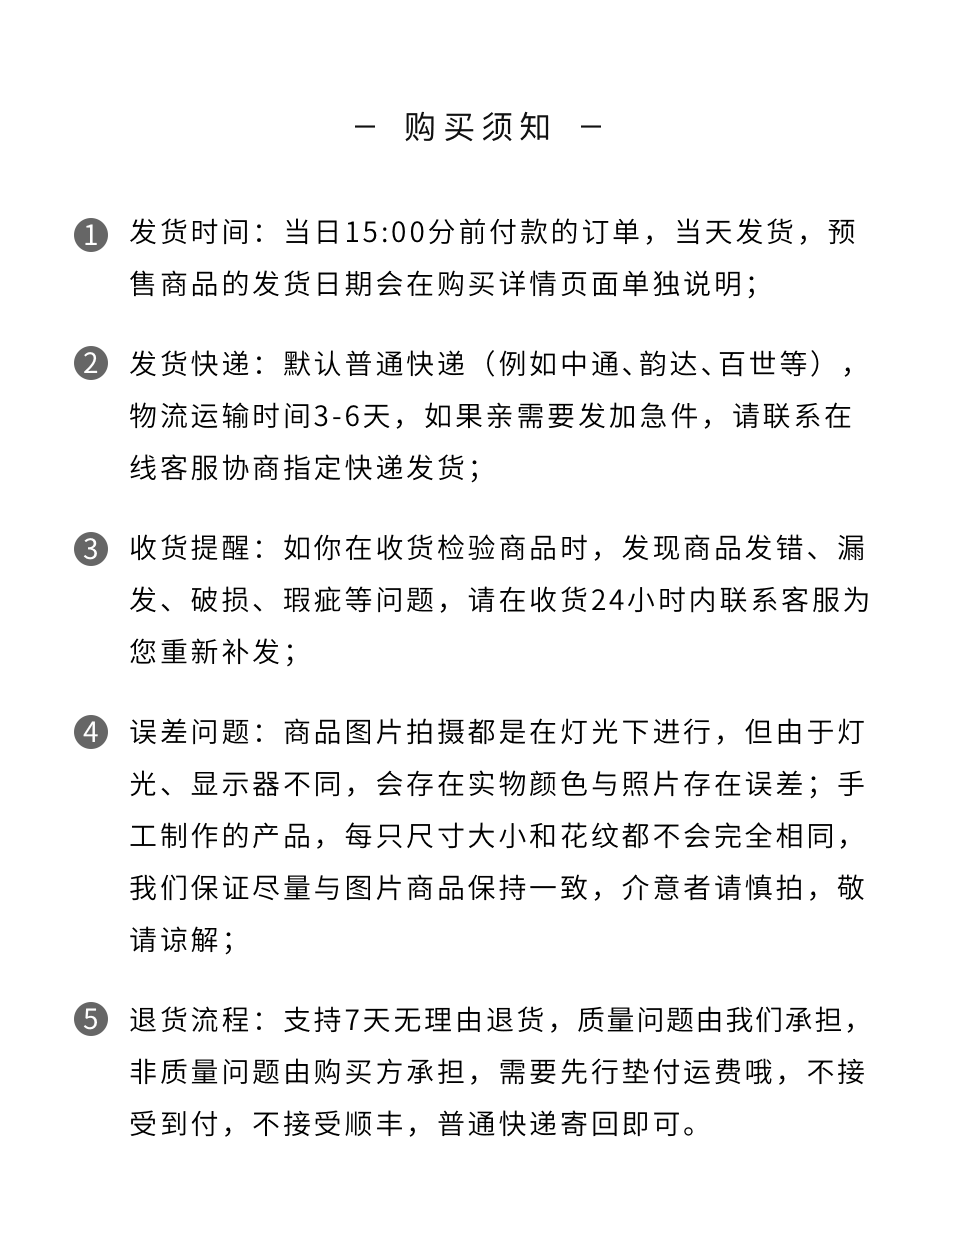 — 购买须知 —
1 发货时间：当日15:00分前付款的订单，当天发货，预
售商品的发货日期会在购买详情页面单独说明；
2 发货快递：默认普通快递（例如中通、韵达、百世等），
物流运输时间3-6天，如果亲需要发加急件，请联系在
线客服协商指定快递发货；
3 收货提醒：如你在收货检验商品时，发现商品发错、漏
发、破损、瑕疵等问题，请在收货24小时内联系客服为
您重新补发；
4 误差问题：商品图片拍摄都是在灯光下进行，但由于灯
光、显示器不同，会存在实物颜色与照片存在误差；手
工制作的产品，每只尺寸大小和花纹都不会完全相同，
我们保证尽量与图片商品保持一致，介意者请慎拍，敬
请谅解；
5 退货流程：支持7天无理由退货，质量问题由我们承担，
非质量问题由购买方承担，需要先行垫付运费哦，不接
受到付，不接受顺丰，普通快递寄回即可。